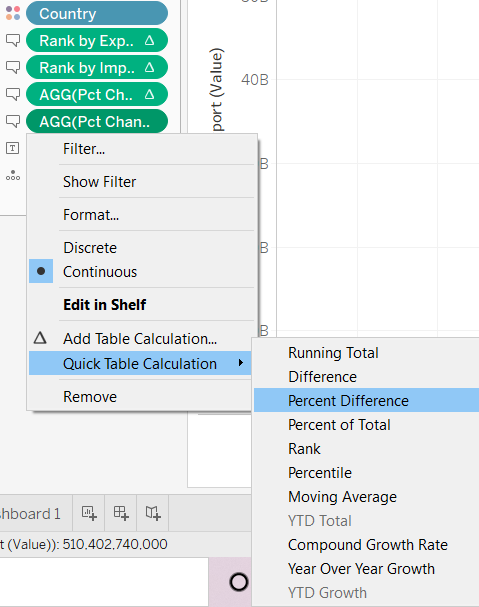 Country
Rank by Exp..
Rank by Imp..
AGG(Pct Ch..
AGG(Pct Chan..
T
port (Value)
40B
B
B
B
Filter...
Show Filter
Format...
Discrete
Continuous
Edit in Shelf
Add Table Calculation...
Quick Table Calculation
Remove
Running Total
Difference
Percent Difference
Percent of Total
Rank
Percentile
Moving Average
YTD Total
Compound Growth Rate
Year Over Year Growth
YTD Growth
shboard 1
t (Value)): 510,402,740,000